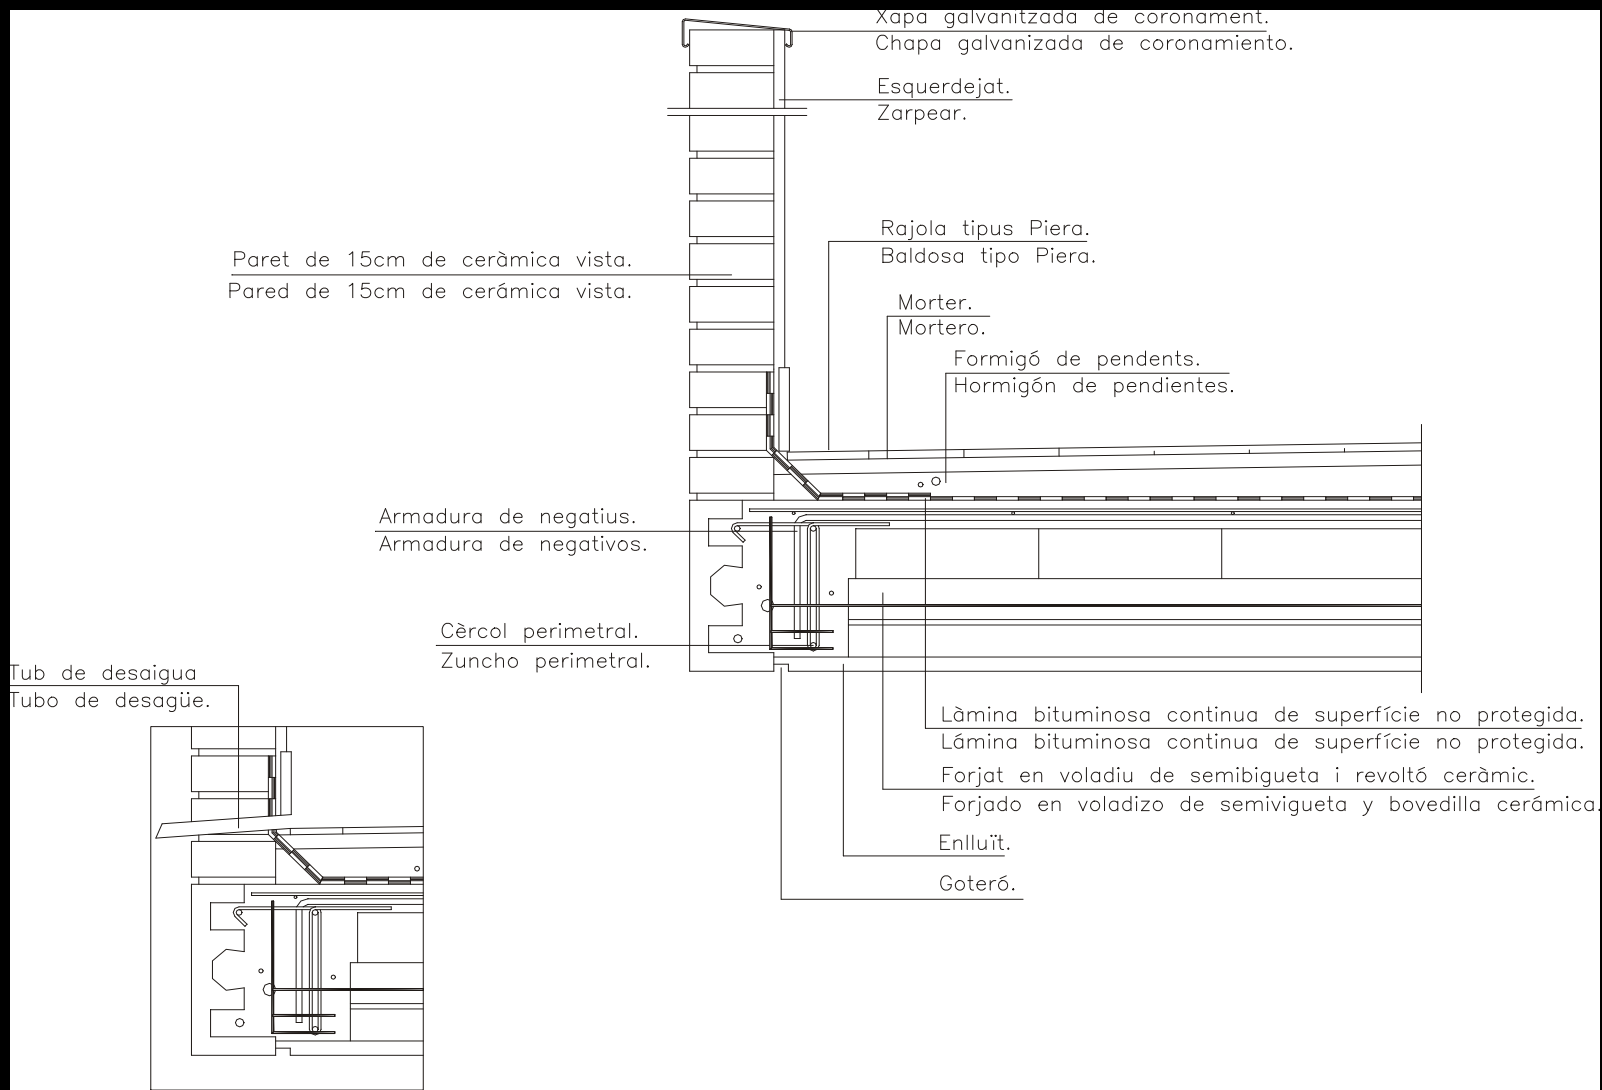 Xapa galvanitzada de coronament.
Chapa galvanizada de coronamiento.
Esquerdejat.
Zarpear.
Rajola tipus Piera.
Baldosa tipo Piera.
Paret de 15cm de ceràmica vista.
Pared de 15cm de cerámica vista.
Morter.
Mortero.
Formigó de pendents.
Hormigón de pendientes.
Armadura de negatius.
Armadura de negativos.
Cèrcol perimetral.
Zuncho perimetral.
Tub de desaigua
Tubo de desagüe.
Làmina bituminosa continua de superfície no protegida.
Lámina bituminosa continua de superfície no protegida.
Forjat en voladiu de semibigueta i revoltó ceràmic.
Forjado en voladizo de semivigueta y bovedilla cerámica.
Enlluït.
Goteró.